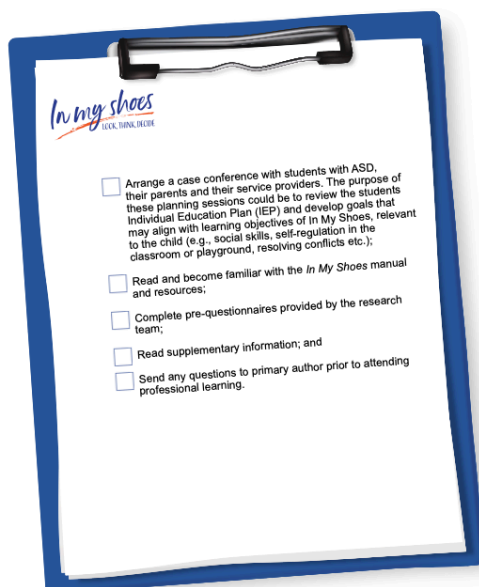 In my shoes
LOOK, THINK, DECIDE
Arrange a case conference with students with ASD,
their parents and their service providers. The purpose of
these planning sessions could be to review the students
Individual Education Plan (IEP) and develop goals that
may align with learning objectives of In My Shoes, relevant
to the child (e.g., social skills, self-regulation in the
classroom or playground, resolving conflicts etc.);
Read and become familiar with the In My Shoes manual
and resources;
Complete pre-questionnaires provided by the research
team;
Read supplementary information; and
Send any questions to primary author prior to attending
professional learning.